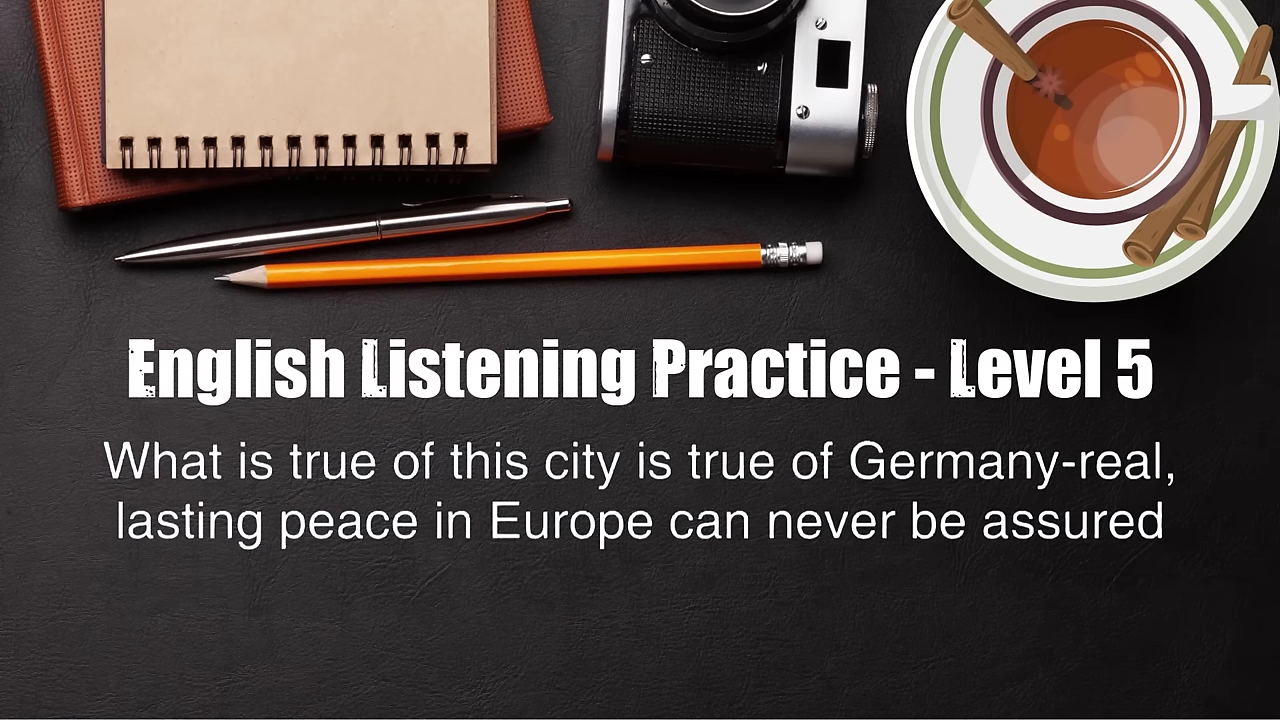 English Listening Practice - Level 5
What is true of this city is true of Germany-real,
lasting peace in Europe can never be assured